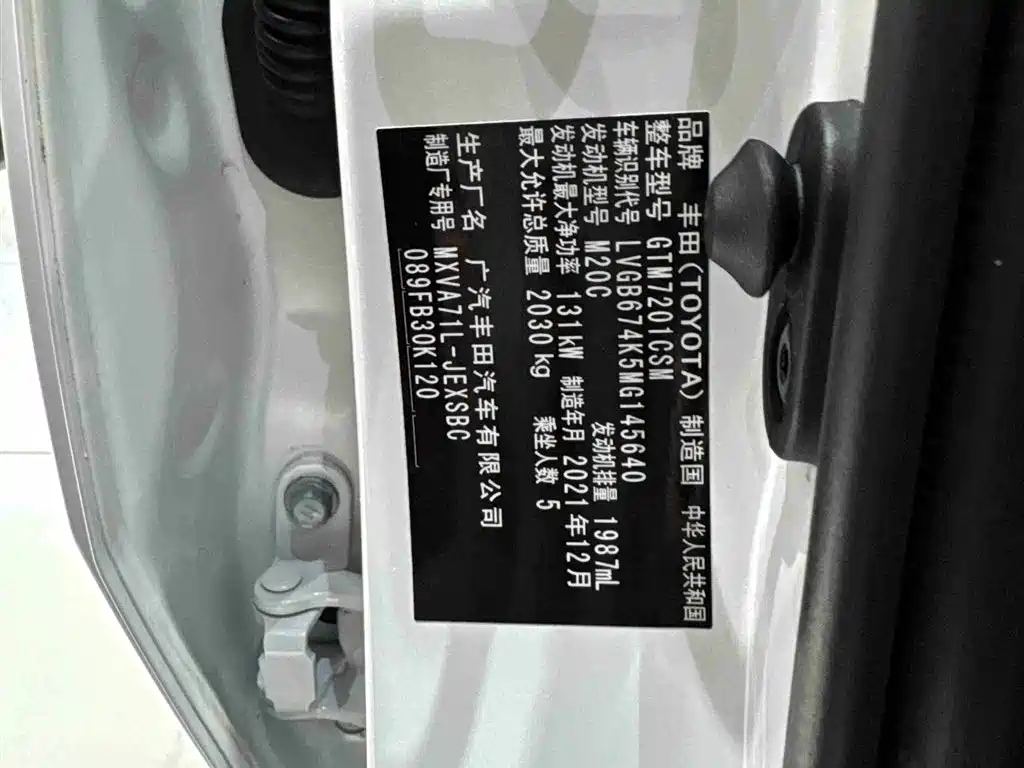 品牌 丰田(TOYOTA) 制造国 中华人民共和国
整车型号 GTM7201CSM
车辆识别代号 LVGB674K5MG145640
发动机型号 M20C 发动机排量 1987mL
发动机最大净功率 131kW 制造年月 2021年12月
最大允许总质量 2030kg 乘坐人数 5
生产厂名 广汽丰田汽车有限公司
制造厂专用号 MXVA71L-JEXSBC
089FB30K120